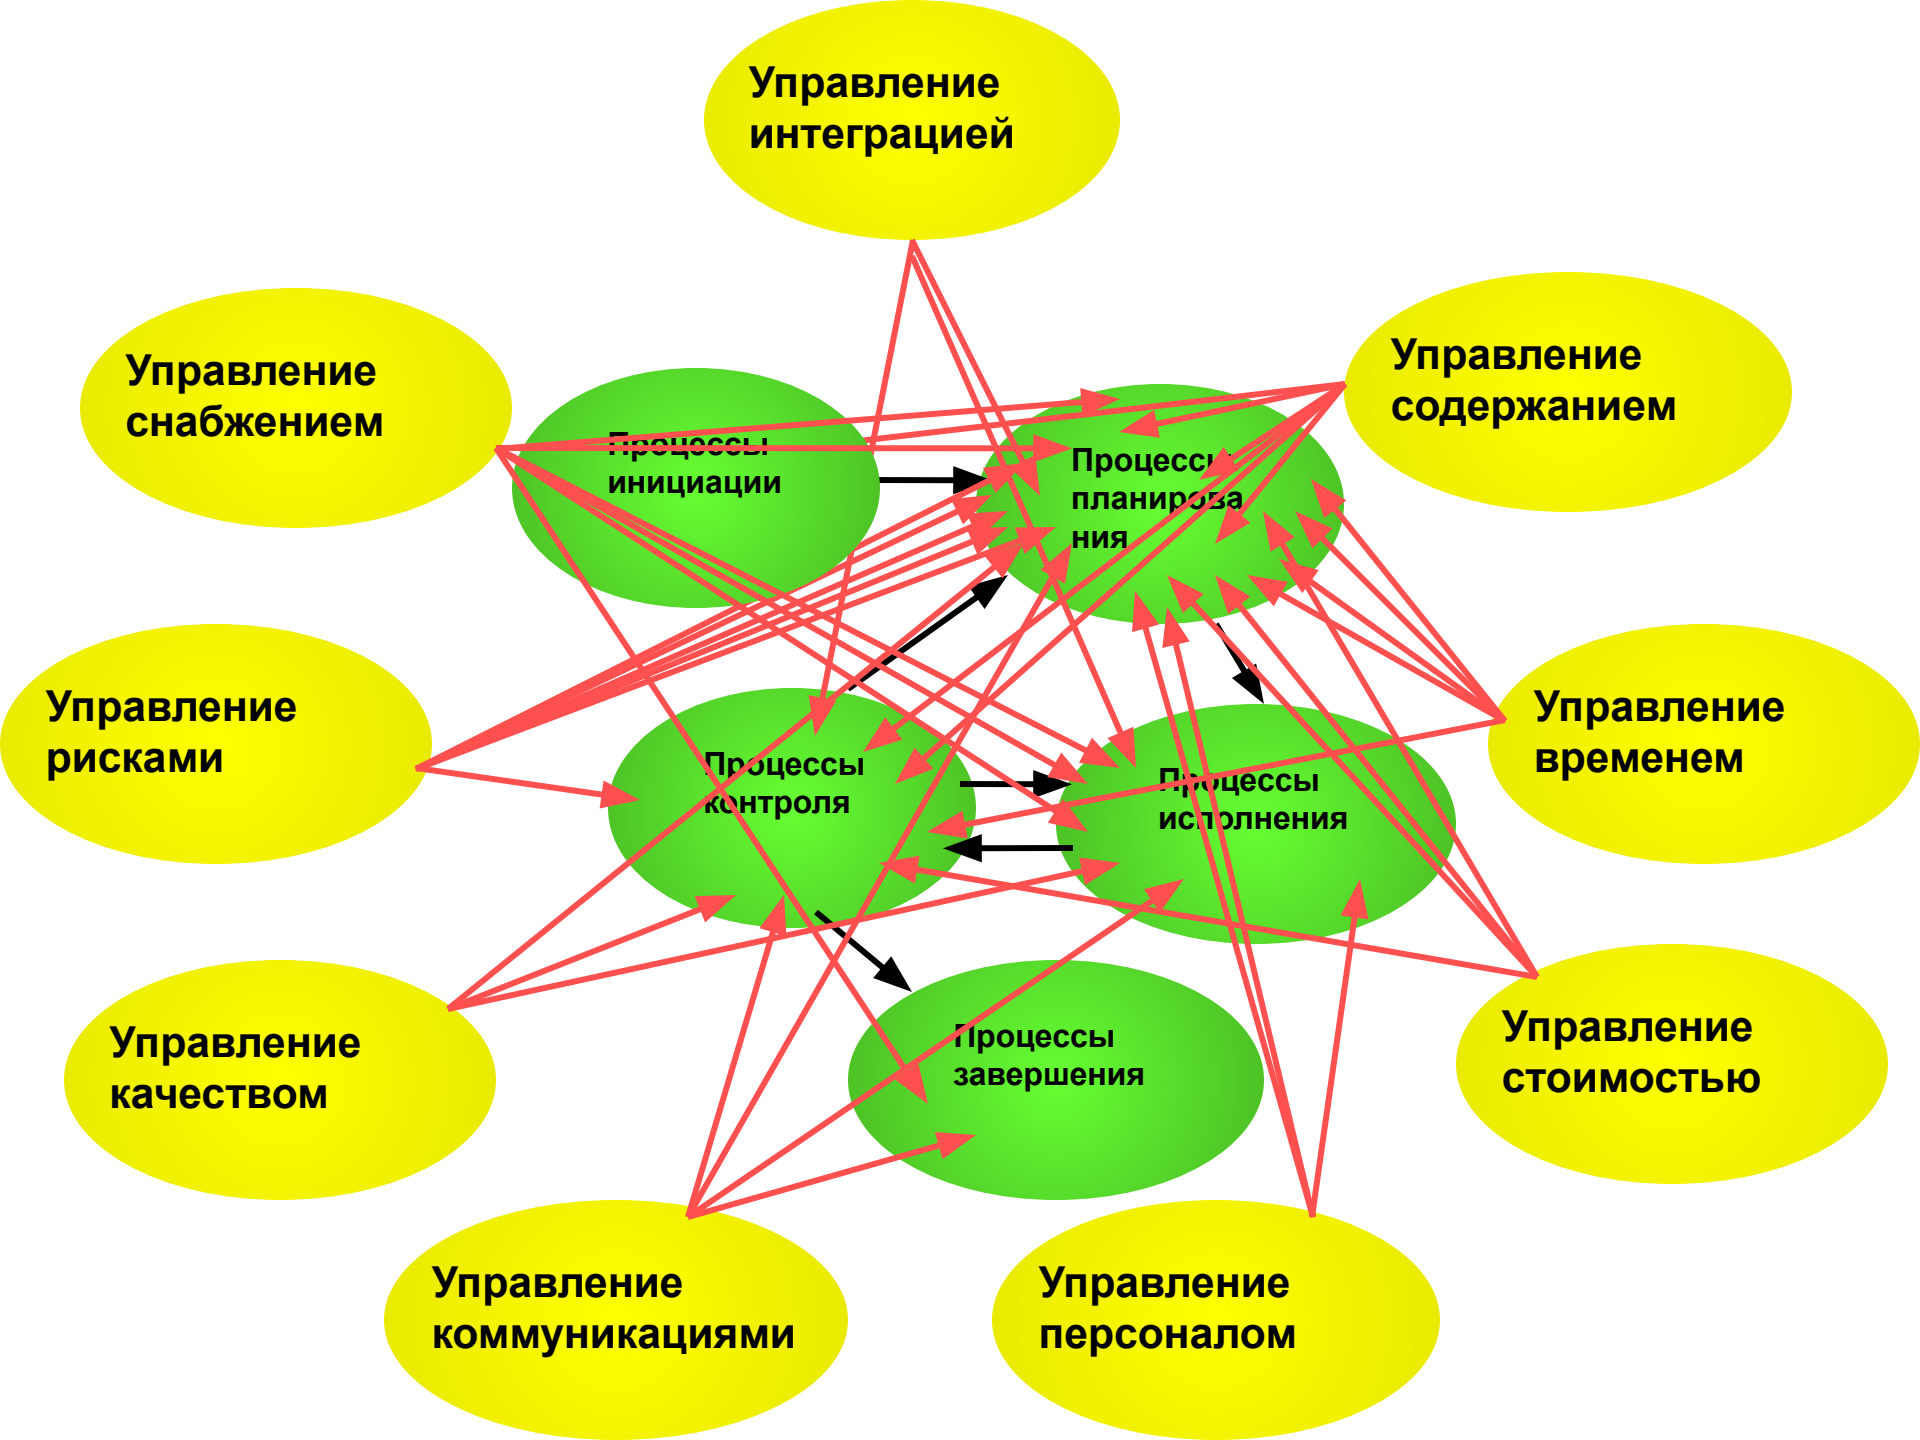 Управление
интеграцией
Управление
снабжением
Управление
содержанием
Процессы
инициации
Процессы
планирова
ния
Управление
рисками
Управление
временем
Процессы
контроля
Процессы
исполнения
Управление
качеством
Процессы
завершения
Управление
стоимостью
Управление
коммуникациями
Управление
персоналом